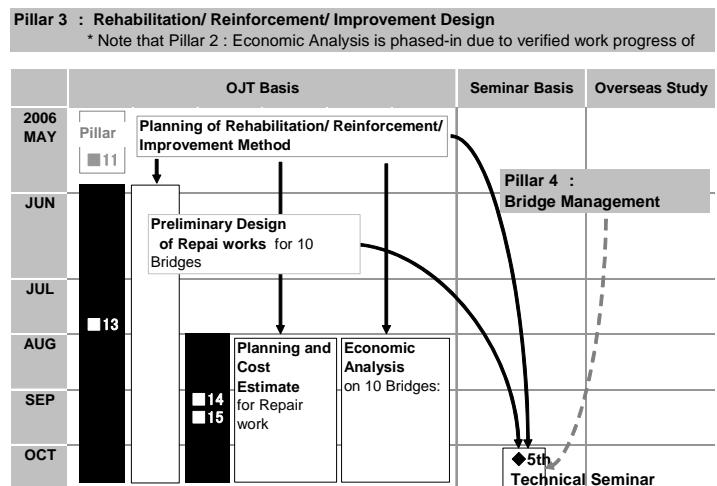 Pillar 3 : Rehabilitation/ Reinforcement/ Improvement Design
* Note that Pillar 2 : Economic Analysis is phased-in due to verified work progress of
OJT Basis
Seminar Basis
Overseas Study
2006
MAY
Pillar
■11
Planning of Rehabilitation/ Reinforcement/
Improvement Method
Pillar 4 :
Bridge Management
JUN
Preliminary Design
of Repai works for 10
Bridges
JUL
■13
AUG
Planning and
Cost
Estimate
for Repair
work
Economic
Analysis
on 10 Bridges:
SEP
■14
■15
OCT
◆5th
Technical Seminar